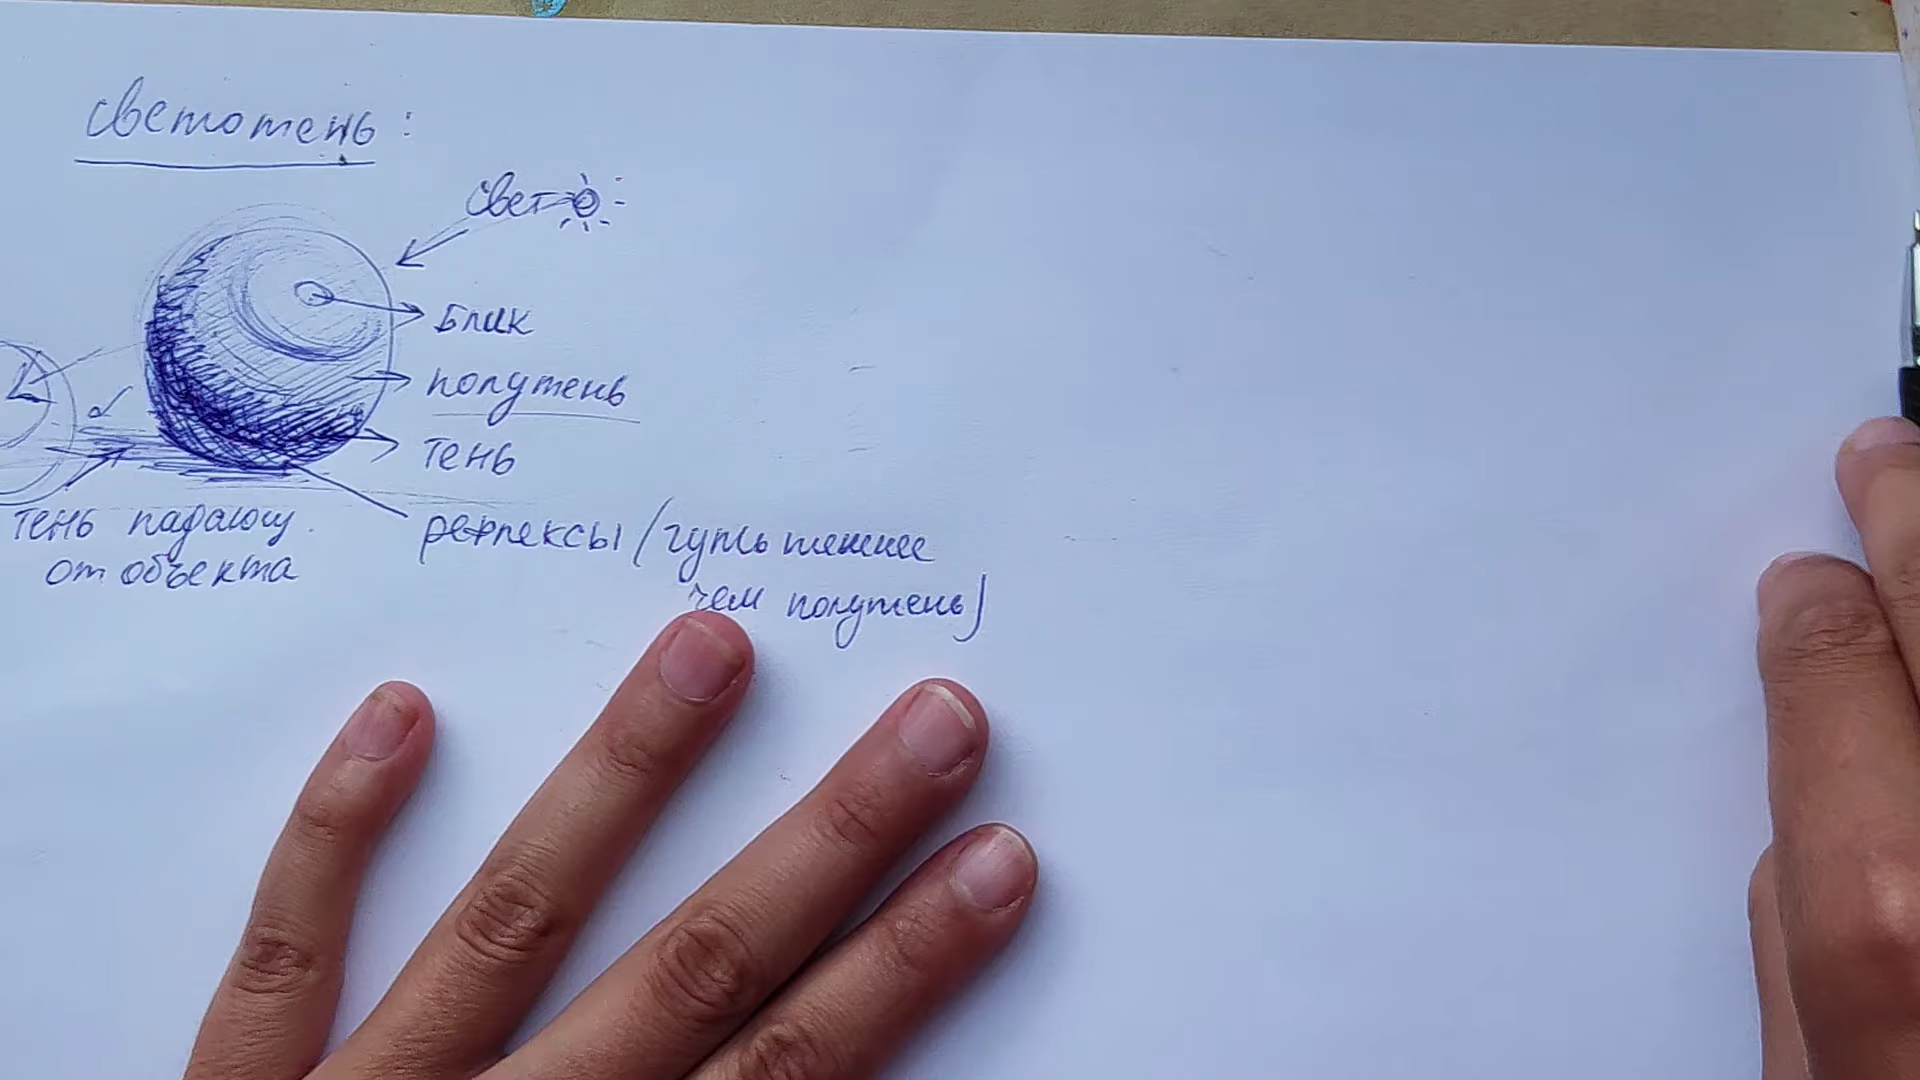 светотень:
свет
Блик
полутень
тень
тень падающ.
от объекта
рефлексы (чуть темнее
чем полутень)